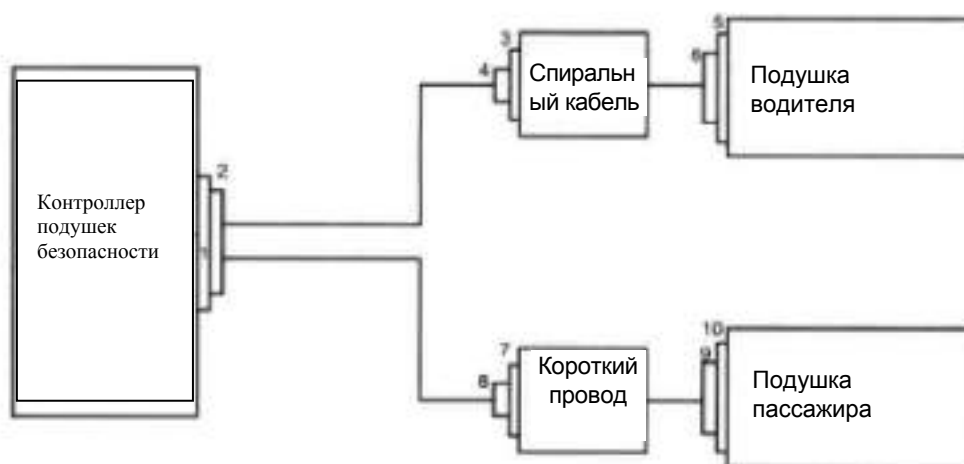 3
4
Спиральн
ый кабель
5
6
Подушка
водителя
2
Контроллер
подушек
безопасности
1
7
8
Короткий
провод
10
9
Подушка
пассажира